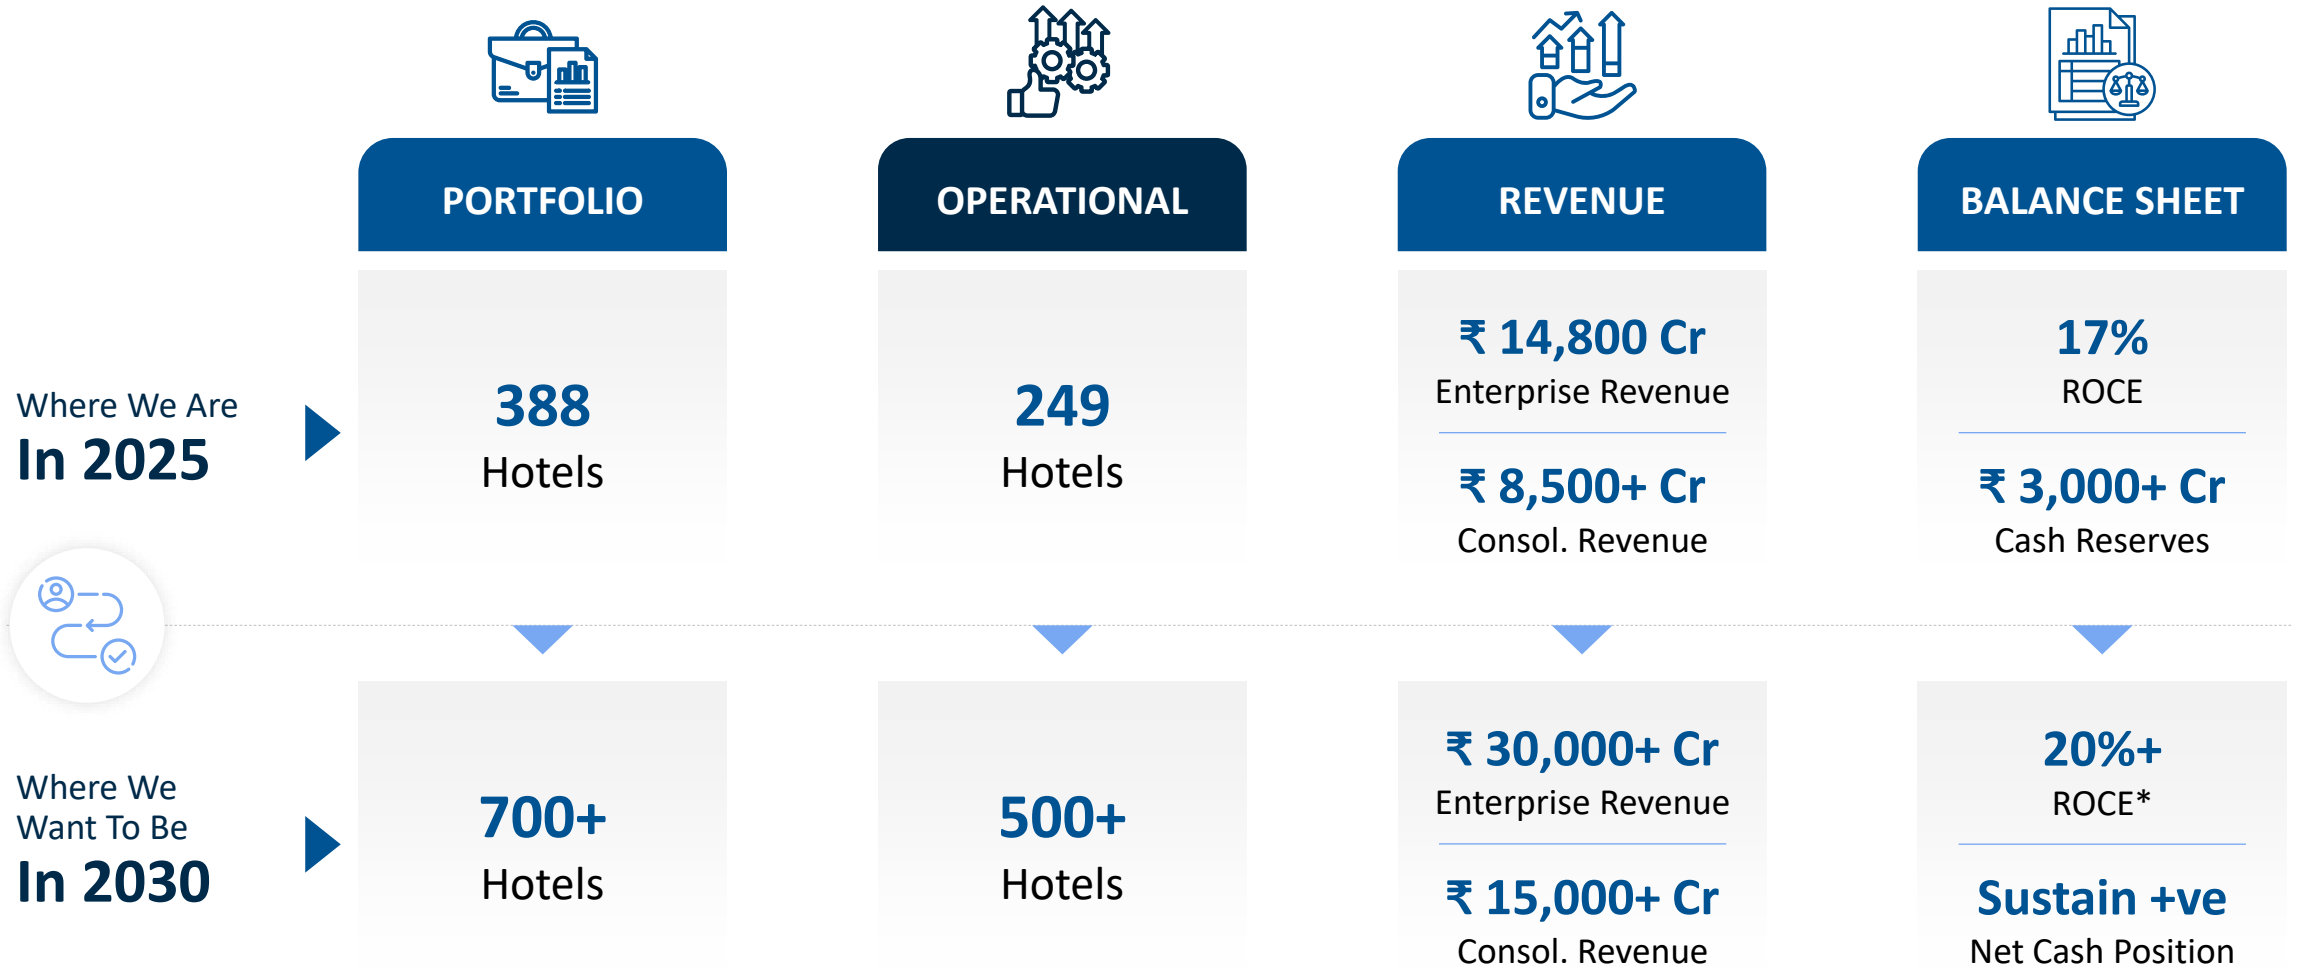 PORTFOLIO
OPERATIONAL
REVENUE
BALANCE SHEET
Where We Are
In 2025
388
Hotels
249
Hotels
₹ 14,800 Cr
Enterprise Revenue
₹ 8,500+ Cr
Consol. Revenue
17%
ROCE
₹ 3,000+ Cr
Cash Reserves
Where We
Want To Be
In 2030
700+
Hotels
500+
Hotels
₹ 30,000+ Cr
Enterprise Revenue
₹ 15,000+ Cr
Consol. Revenue
20%+
ROCE*
Sustain +ve
Net Cash Position